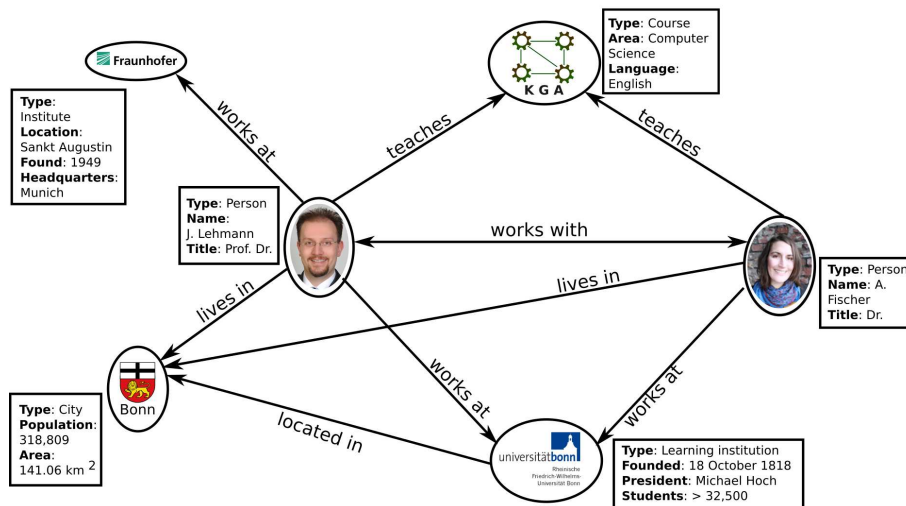 Fraunhofer
Type:
Institute
Location:
Sankt Augustin
Found: 1949
Headquarters:
Munich
works at
K G A
Type: Course
Area: Computer
Science
Language:
English
teaches
teaches
Type: Person
Name:
J. Lehmann
Title: Prof. Dr.
works with
Type: Person
Name: A.
Fischer
Title: Dr.
lives in
lives in
Bonn
Type: City
Population:
318,809
Area:
141.06 km 2
works at
works at
located in
universitätbonn
Rheinische
Friedrich-Wilhelms-
Universität Bonn
Type: Learning institution
Founded: 18 October 1818
President: Michael Hoch
Students: > 32,500